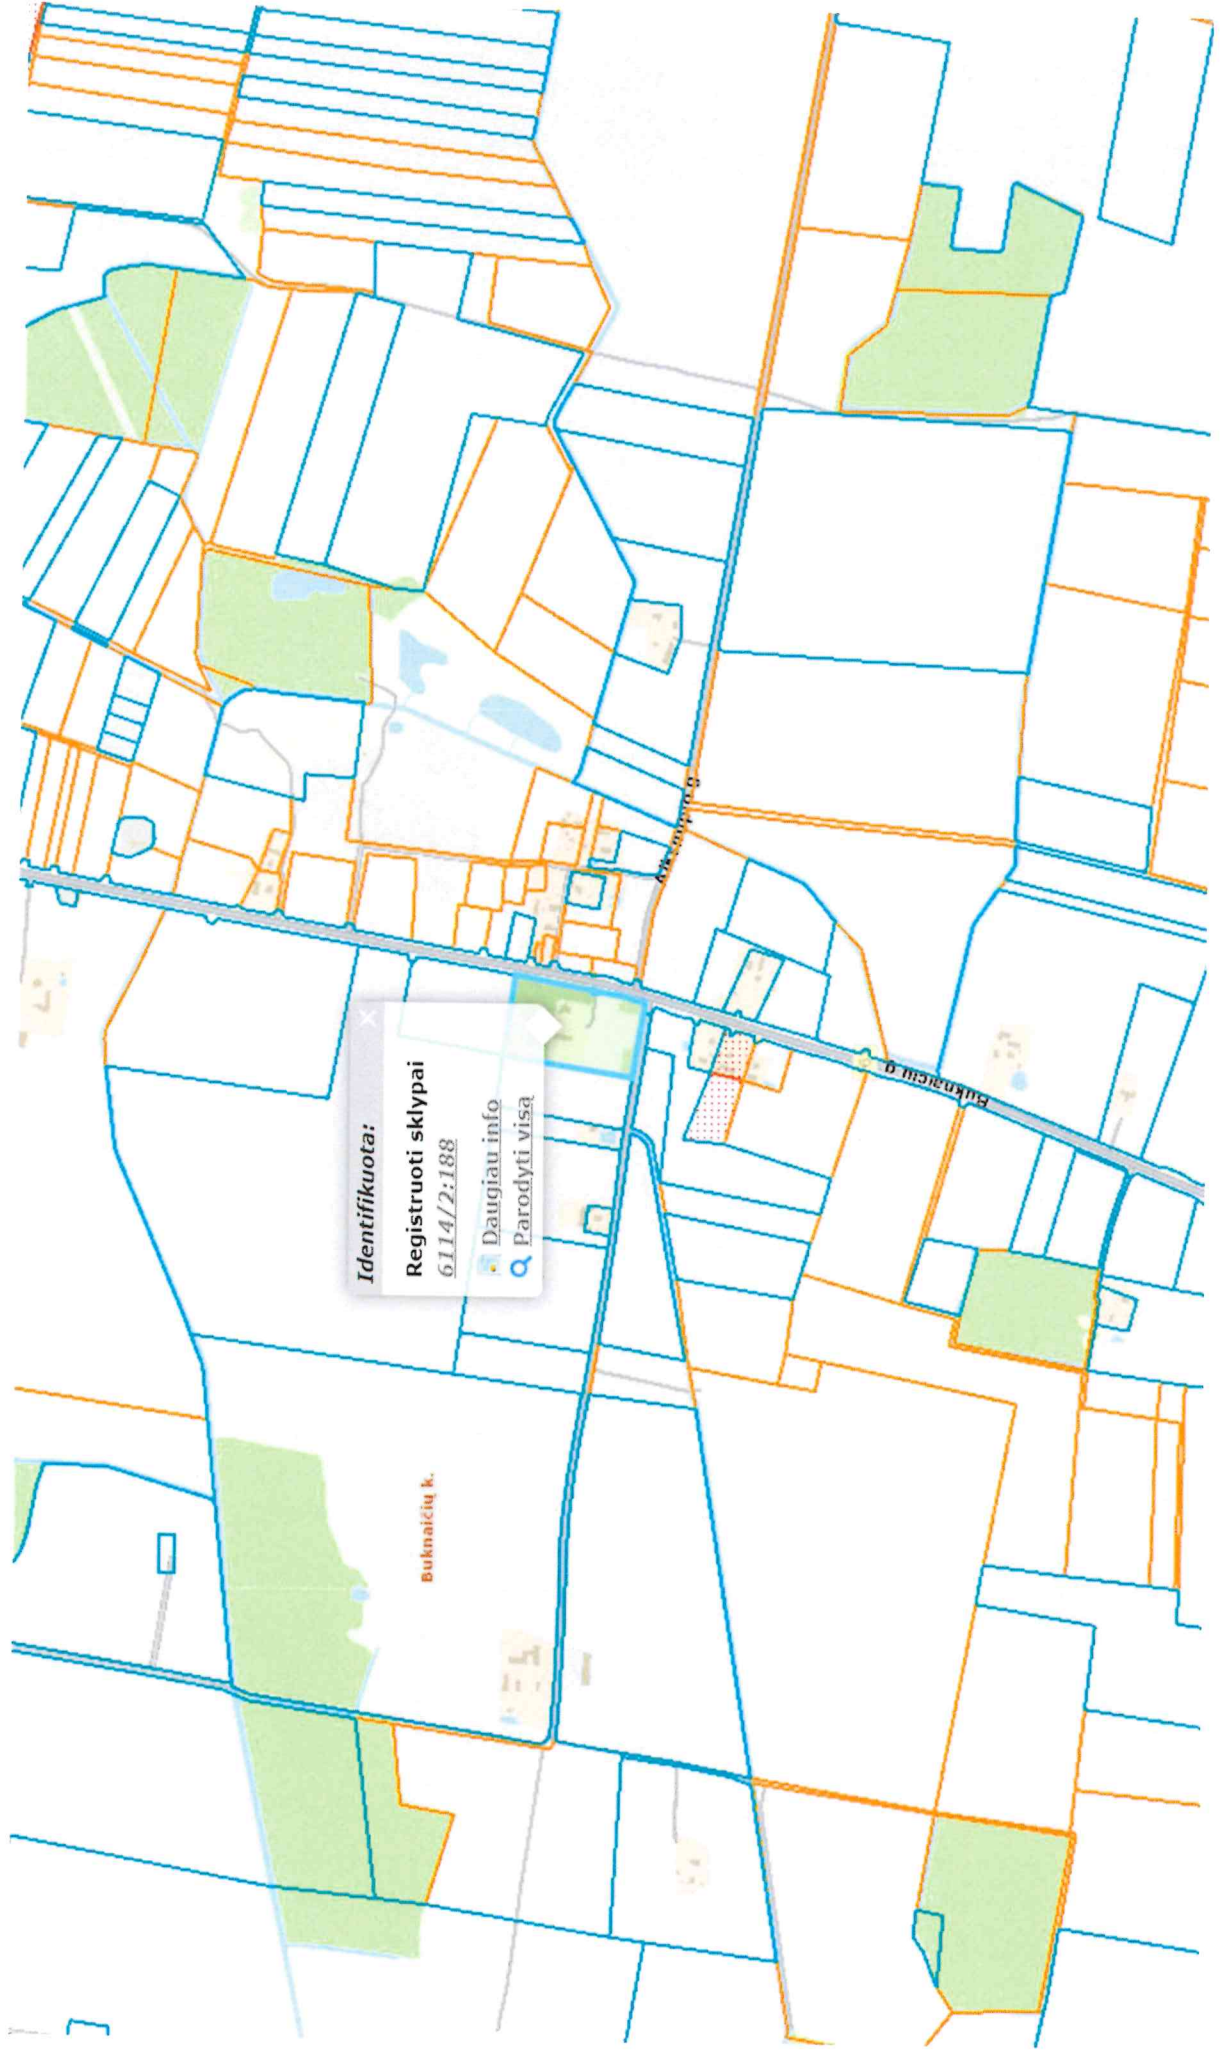 Identifikuota:
Registruoti sklypai
6114/2:188
Daugiau info
Parodyti visą
Buknaičių k.
Buknaičių g.